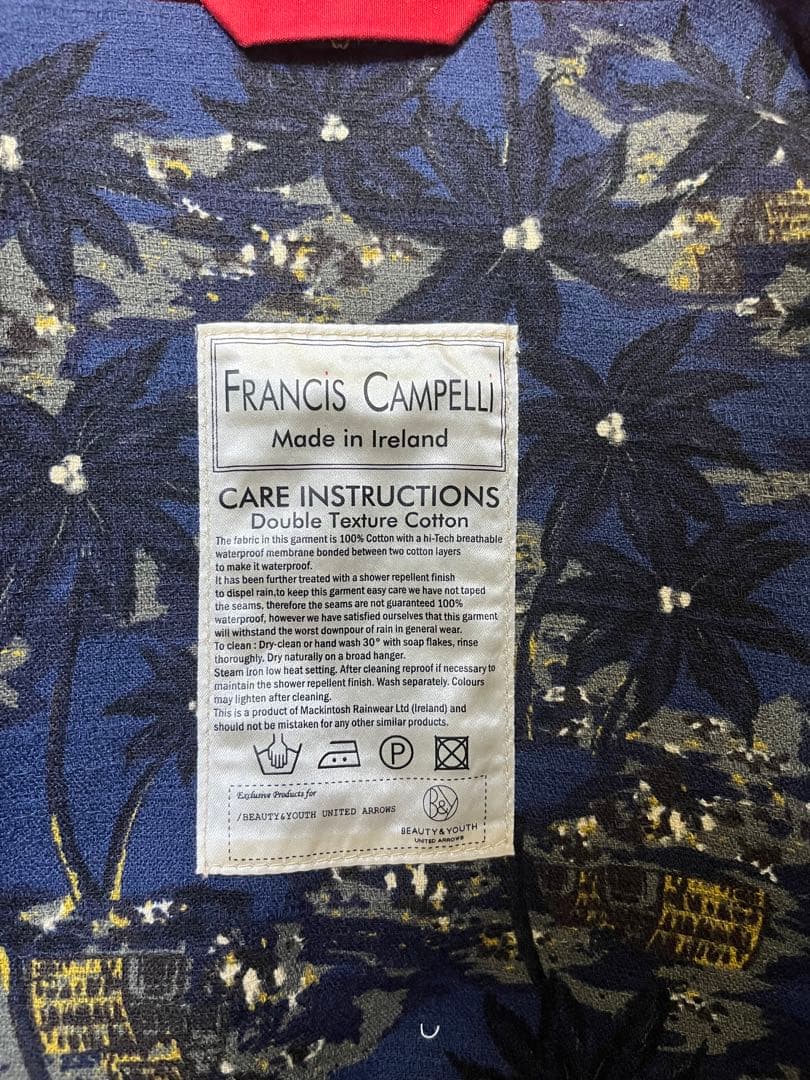 FRANCiS CAMPELLi
Made in Ireland
CARE INSTRUCTIONS
Double Texture Cotton
The fabric in this garment is 100% Cotton with a hi-Tech breathable
waterproof membrane bonded between two cotton layers
to make it waterproof.
It has been further treated with a shower repellent finish
to dispel rain,to keep this garment easy care we have not taped
the seams, therefore the seams are not guaranteed 100%
waterproof, however we have satisfied ourselves that this garment
will withstand the worst downpour of rain in general wear.
To clean : Dry-clean or hand wash 30° with soap flakes, rinse
thoroughly. Dry naturally on a broad hanger.
Steam iron low heat setting. After cleaning reproof if necessary to
maintain the shower repellent finish. Wash separately. Colours
may lighten after cleaning.
This is a product of Mackintosh Rainwear Ltd (Ireland) and
should not be mistaken for any other similar products.
P
Exclusive Products for
/BEAUTY&YOUTH UNITED ARROWS
B&Y
BEAUTY & YOUTH
UNITED ARROWS